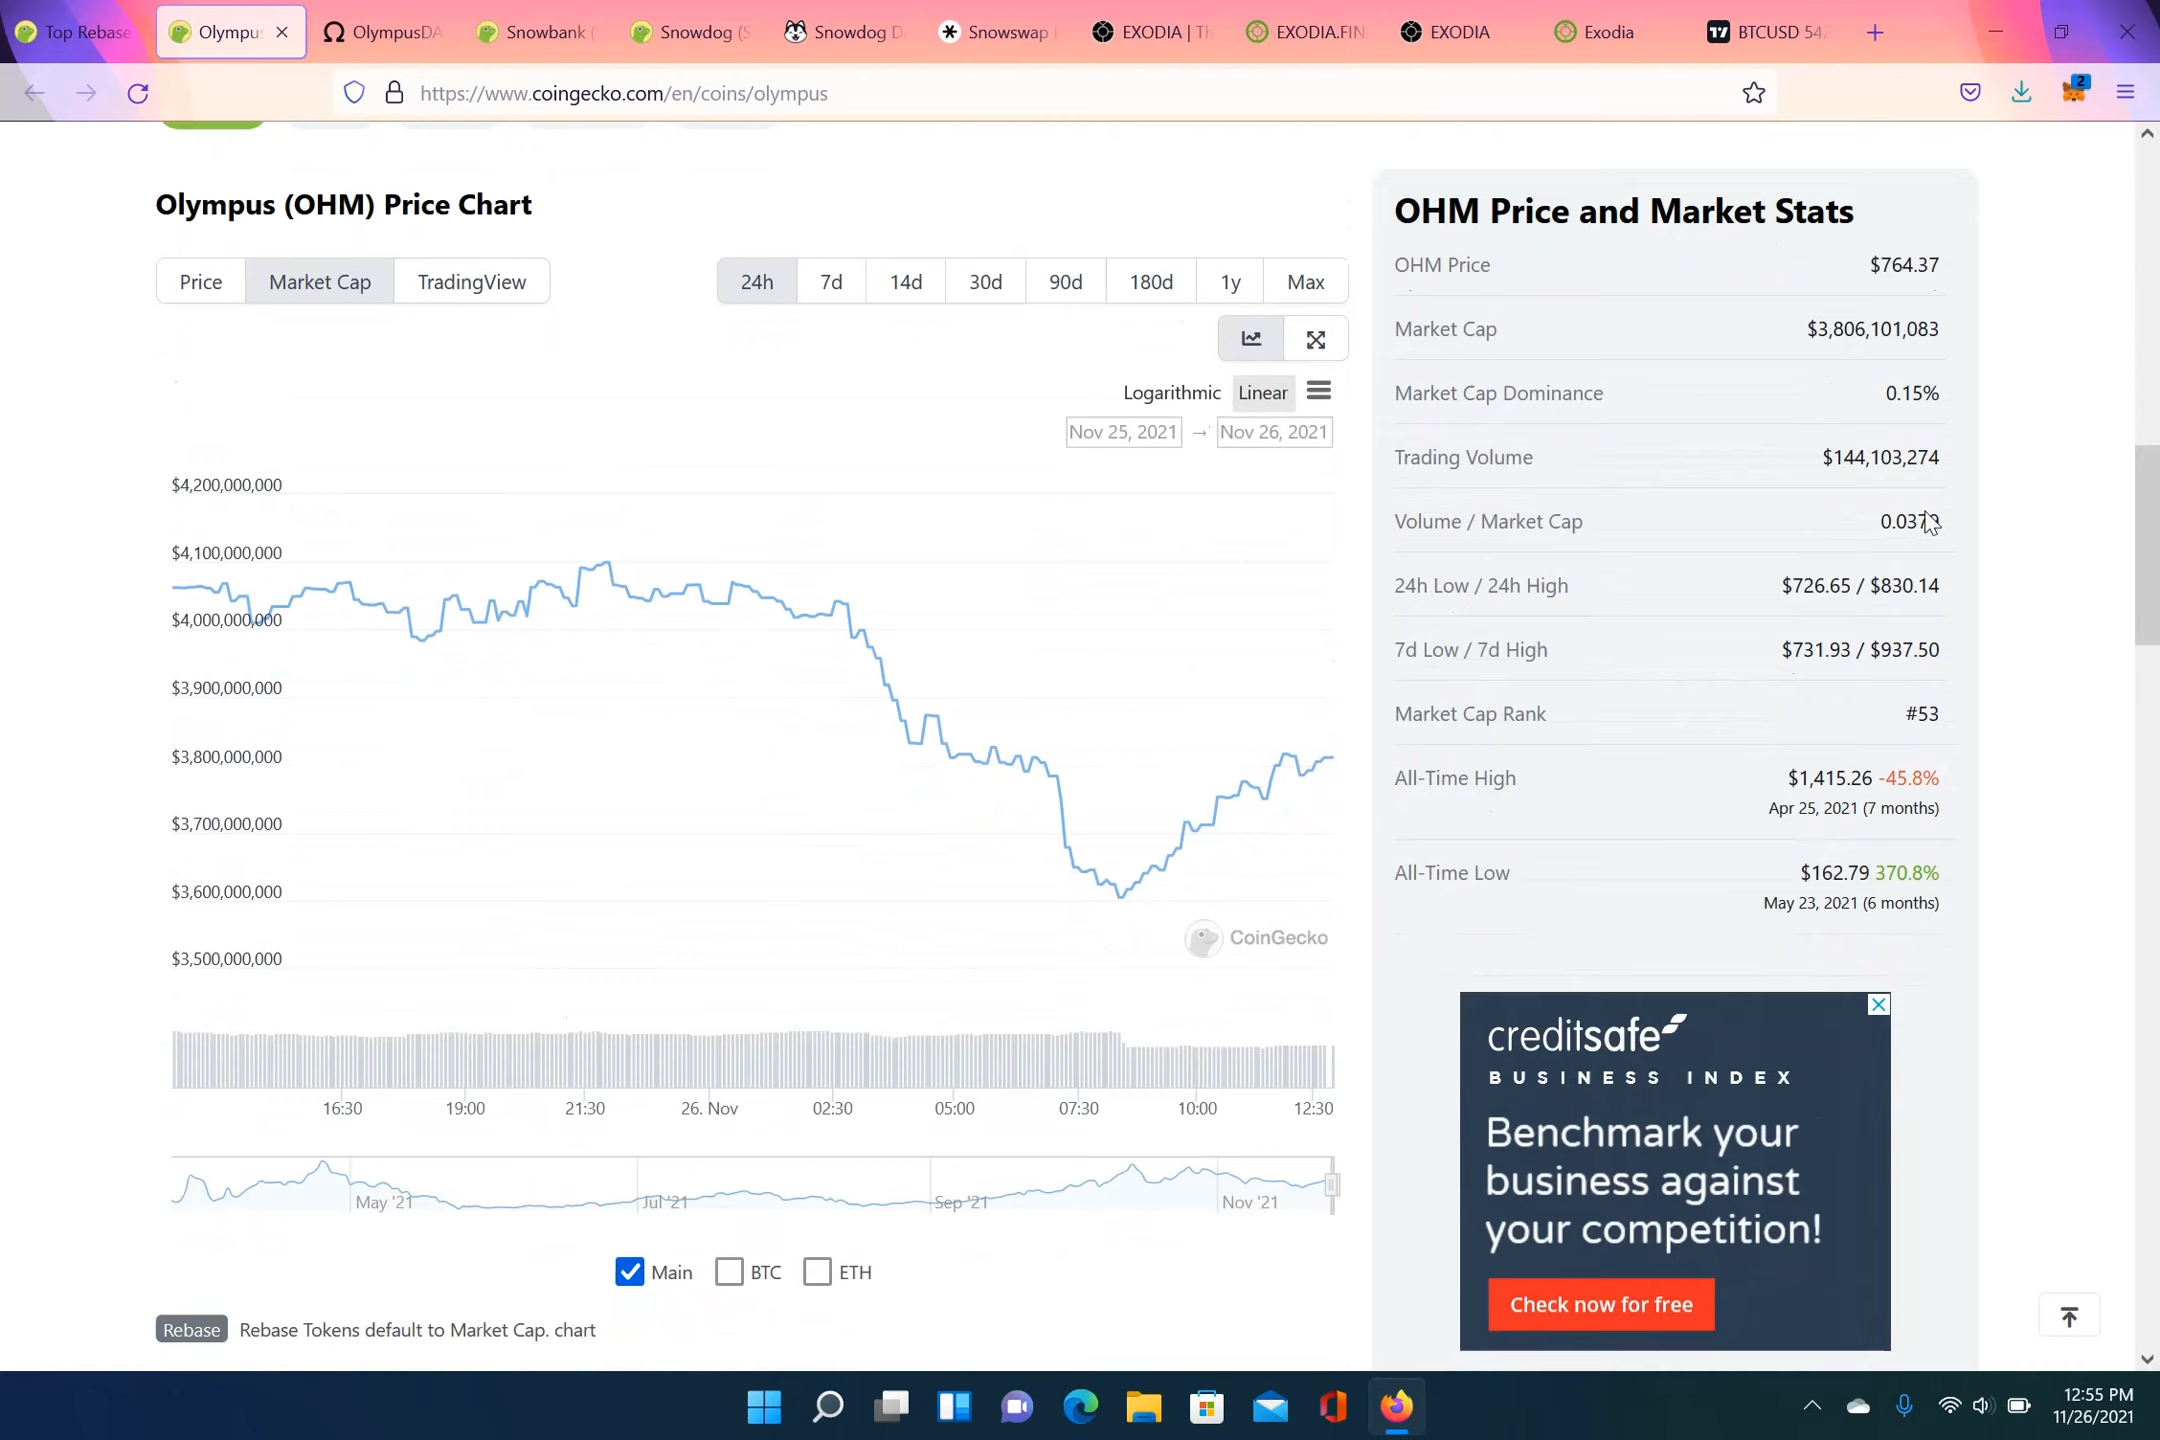 Top Rebase
Olympus
OlympusDA
Snowbank (
Snowdog (S
Snowdog D
Snowswap
EXODIA | Th
EXODIA.FIN
EXODIA
Exodia
BTCUSD 542
https://www.coingecko.com/en/coins/olympus
2
Olympus (OHM) Price Chart
Price
Market Cap
TradingView
24h
7d
14d
30d
90d
180d
1y
Max
Logarithmic
Linear
Nov 25, 2021 → Nov 26, 2021
$4,200,000,000
$4,100,000,000
$4,000,000,000
$3,900,000,000
$3,800,000,000
$3,700,000,000
$3,600,000,000
$3,500,000,000
CoinGecko
16:30
19:00
21:30
26. Nov
02:30
05:00
07:30
10:00
12:30
May '21
Jul '21
Sep '21
Nov '21
Main
BTC
ETH
Rebase Rebase Tokens default to Market Cap. chart
OHM Price and Market Stats
OHM Price $764.37
Market Cap $3,806,101,083
Market Cap Dominance 0.15%
Trading Volume $144,103,274
Volume / Market Cap
24h Low / 24h High $726.65 / $830.14
7d Low / 7d High $731.93 / $937.50
Market Cap Rank #53
All-Time High $1,415.26 -45.8%
Apr 25, 2021 (7 months)
All-Time Low $162.79 370.8%
May 23, 2021 (6 months)
creditsafe
BUSINESS INDEX
Benchmark your
business against
your competition!
Check now for free
12:55 PM
11/26/2021